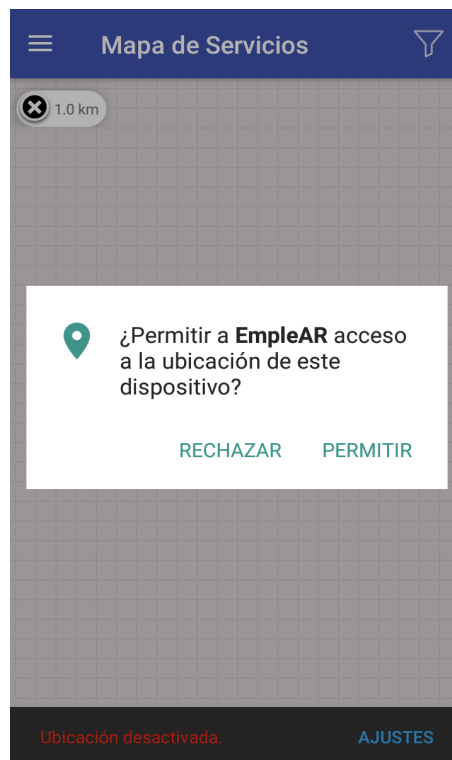 Mapa de Servicios
1.0 km
¿Permitir a EmpleAR acceso
a la ubicación de este
dispositivo?
RECHAZAR PERMITIR
Ubicación desactivada. AJUSTES